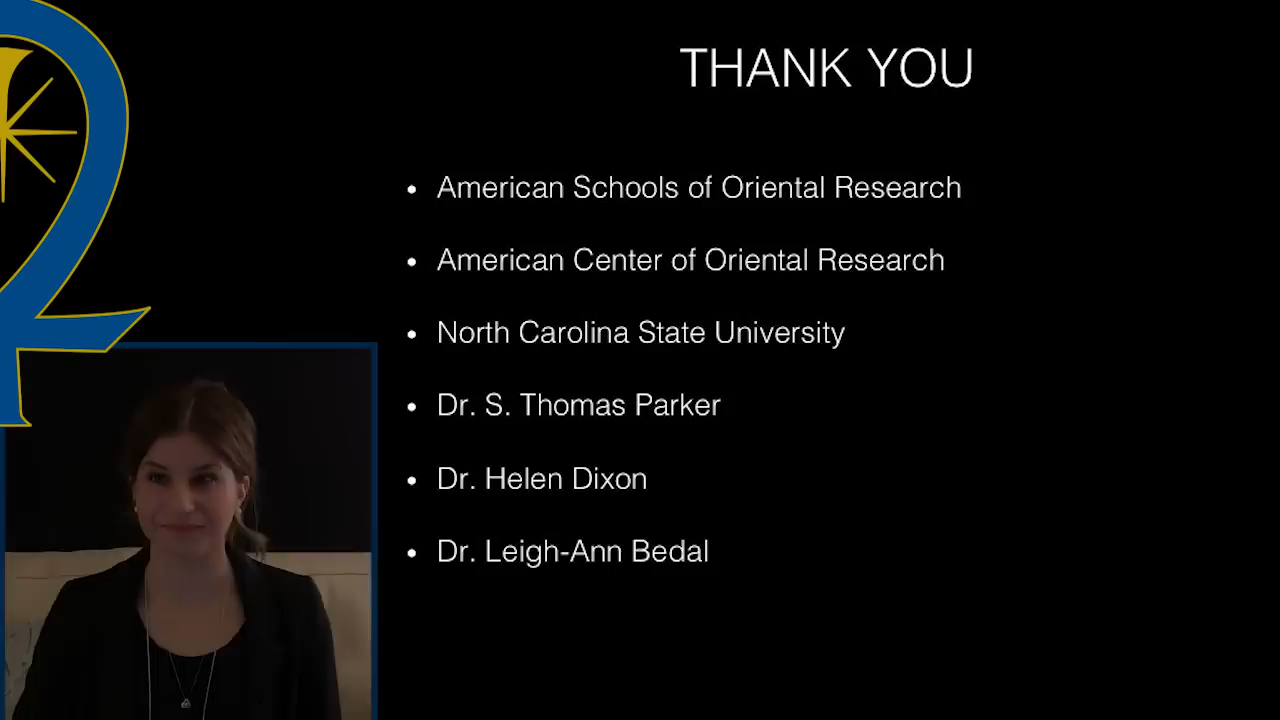 THANK YOU
• American Schools of Oriental Research
• American Center of Oriental Research
• North Carolina State University
• Dr. S. Thomas Parker
• Dr. Helen Dixon
• Dr. Leigh-Ann Bedal